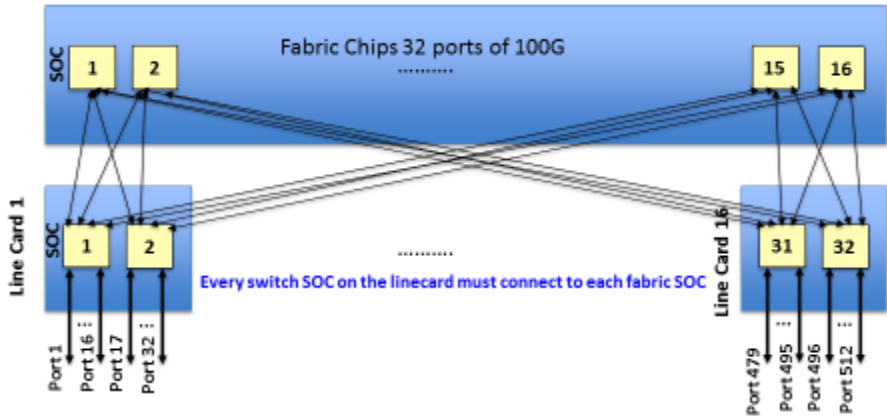 Fabric Chips 32 ports of 100G
SOC
1
2
..........
15
16
Line Card 1
SOC
1
2
..........
Line Card 16
31
32
Every switch SOC on the linecard must connect to each fabric SOC
Port 1
...
Port 16
Port 17
...
Port 32
Port 479
...
Port 495
Port 496
...
Port 512